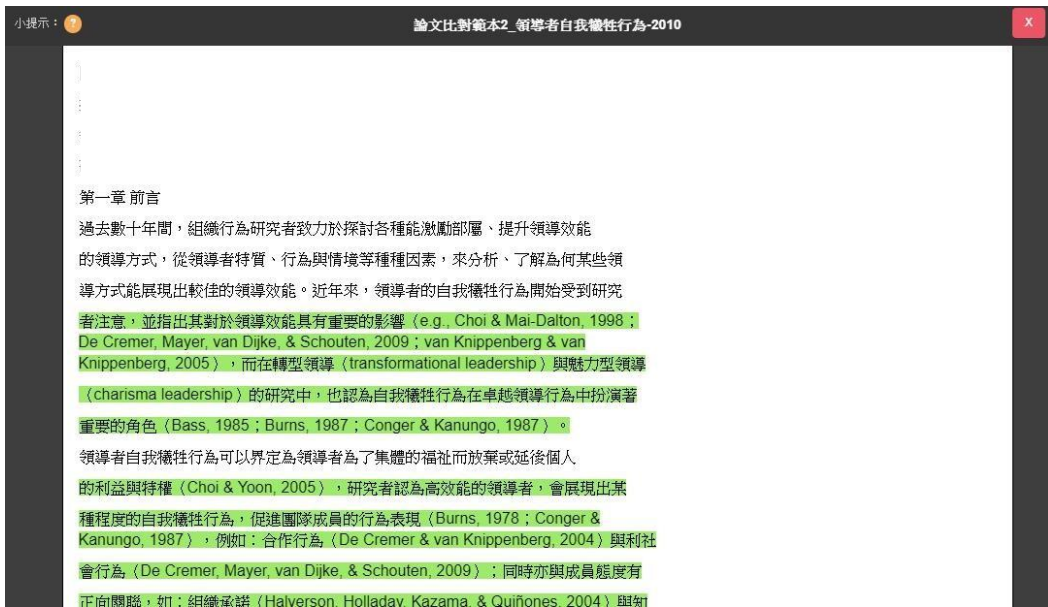 小提示：?
論文比對範本2_領導者自我犧牲行為-2010
X
第一章 前言
過去數十年間，組織行為研究者致力於探討各種能激勵部屬、提升領導效能
的領導方式，從領導者特質、行為與情境等種種因素，來分析、了解為何某些領
導方式能展現出較佳的領導效能。近年來，領導者的自我犧牲行為開始受到研究
者注意，並指出其對於領導效能具有重要的影響（e.g., Choi & Mai-Dalton, 1998；
De Cremer, Mayer, van Dijke, & Schouten, 2009；van Knippenberg & van
Knippenberg, 2005），而在轉型領導（transformational leadership）與魅力型領導
（charisma leadership）的研究中，也認為自我犧牲行為在卓越領導行為中扮演著
重要的角色（Bass, 1985；Burns, 1987；Conger & Kanungo, 1987）。
領導者自我犧牲行為可以界定為領導者為了集體的福祉而放棄或延後個人
的利益與特權（Choi & Yoon, 2005），研究者認為高效能的領導者，會展現出某
種程度的自我犧牲行為，促進團隊成員的行為表現（Burns, 1978；Conger &
Kanungo, 1987），例如：合作行為（De Cremer & van Knippenberg, 2004）與利社
會行為（De Cremer, Mayer, van Dijke, & Schouten, 2009）；同時亦與成員態度有
正向關聯，如：組織承諾（Halverson, Holladay, Kazama, & Quiñones, 2004）與知